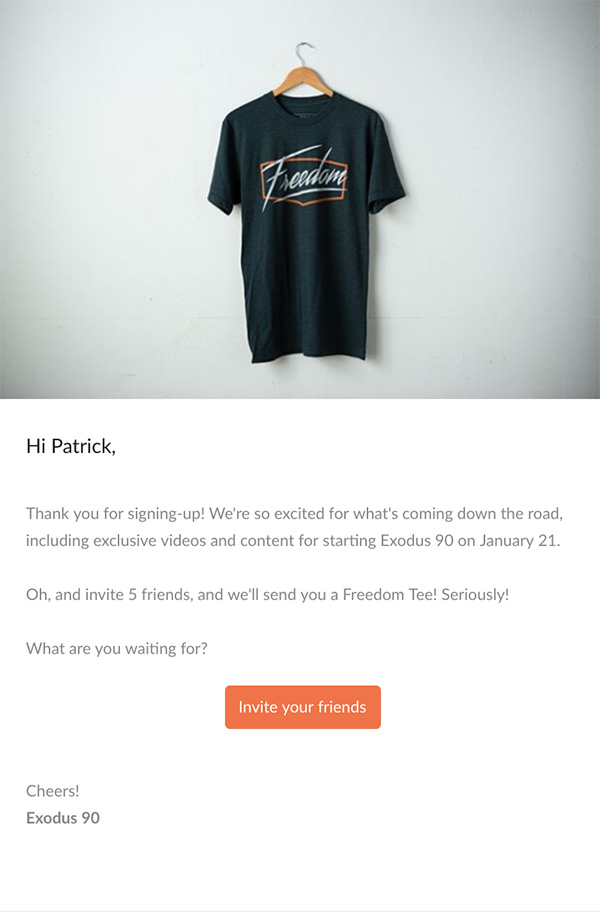 Freedom
Hi Patrick,
Thank you for signing-up! We're so excited for what's coming down the road,
including exclusive videos and content for starting Exodus 90 on January 21.
Oh, and invite 5 friends, and we'll send you a Freedom Tee! Seriously!
What are you waiting for?
Invite your friends
Cheers!
Exodus 90